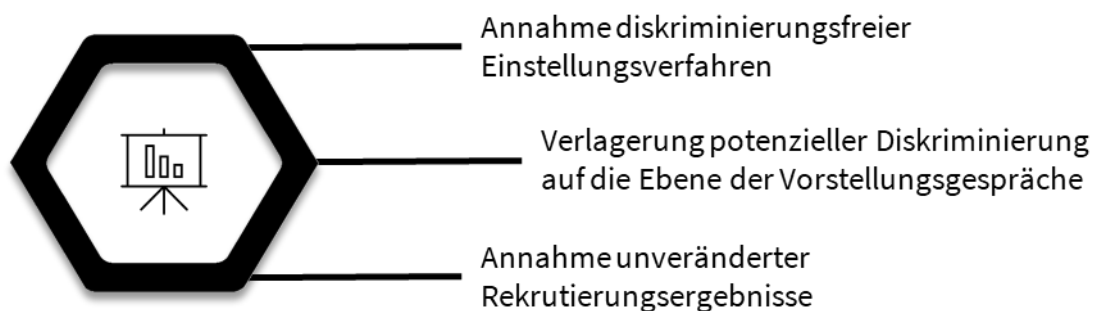 Annahme diskriminierungsfreier
Einstellungsverfahren
Verlagerung potenzieller Diskriminierung
auf die Ebene der Vorstellungsgespräche
Annahme unveränderter
Rekrutierungsergebnisse